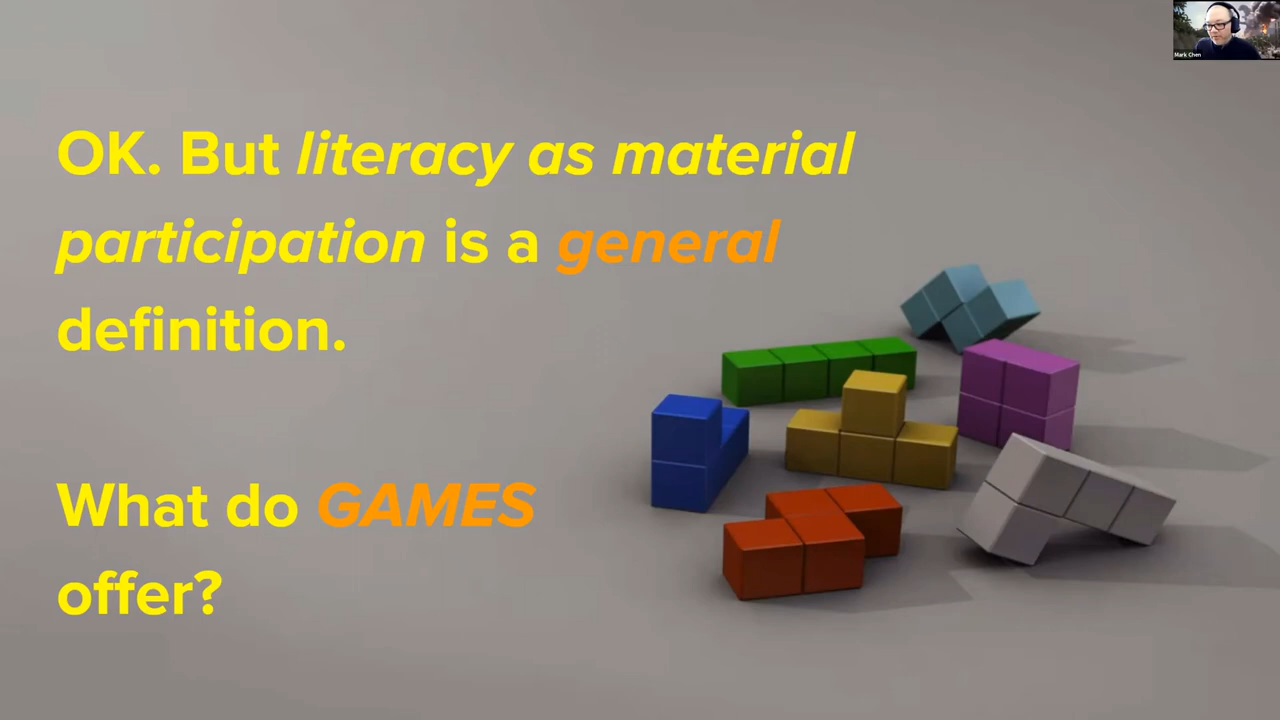 OK. But literacy as material
participation is a general
definition.
What do GAMES
offer?
Mark Chen